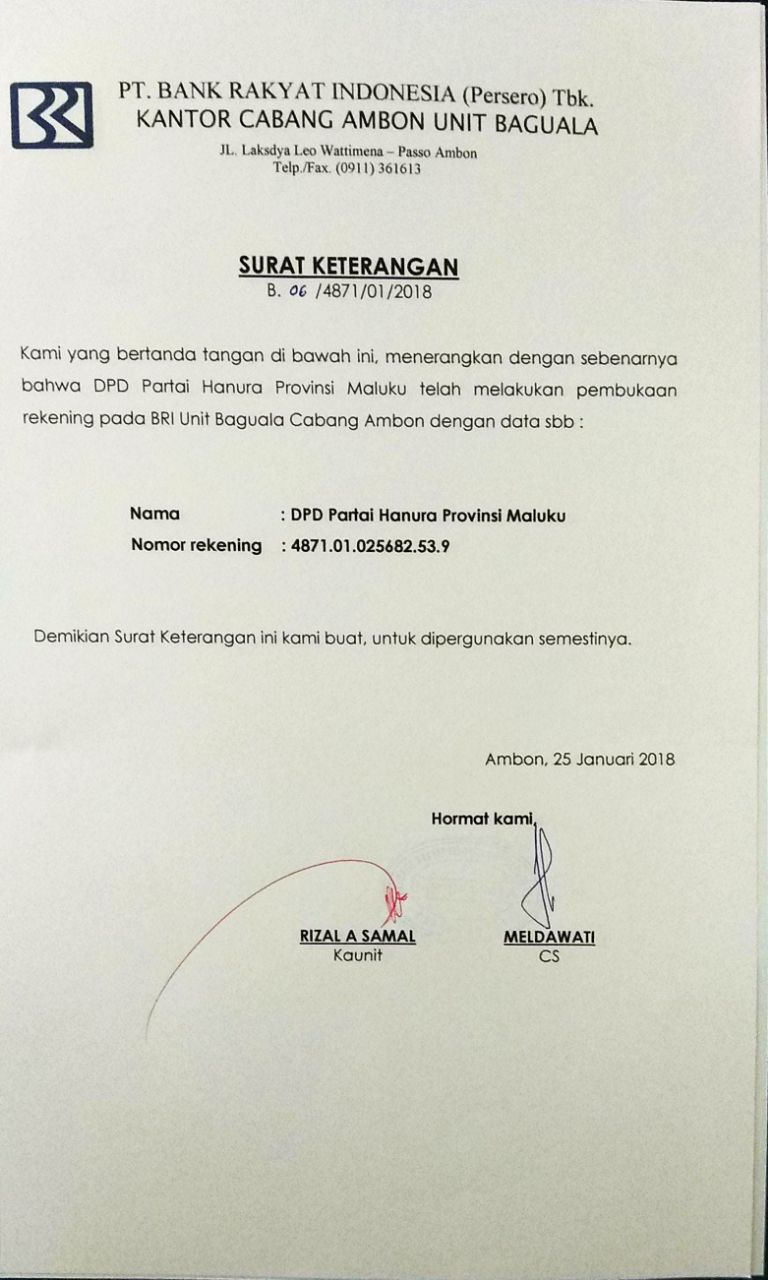 BRI
PT. BANK RAKYAT INDONESIA (Persero) Tbk.
KANTOR CABANG AMBON UNIT BAGUALA
JL. Laksdya Leo Wattimena – Passo Ambon
Telp./Fax. (0911) 361613
SURAT KETERANGAN
B. 06 /4871/01/2018
Kami yang bertanda tangan di bawah ini, menerangkan dengan sebenarnya
bahwa DPD Partai Hanura Provinsi Maluku telah melakukan pembukaan
rekening pada BRI Unit Baguala Cabang Ambon dengan data sbb :
Nama : DPD Partai Hanura Provinsi Maluku
Nomor rekening : 4871.01.025682.53.9
Demikian Surat Keterangan ini kami buat, untuk dipergunakan semestinya.
Ambon, 25 Januari 2018
Hormat kami,
RIZAL A SAMAL MELDAWATI
Kaunit CS